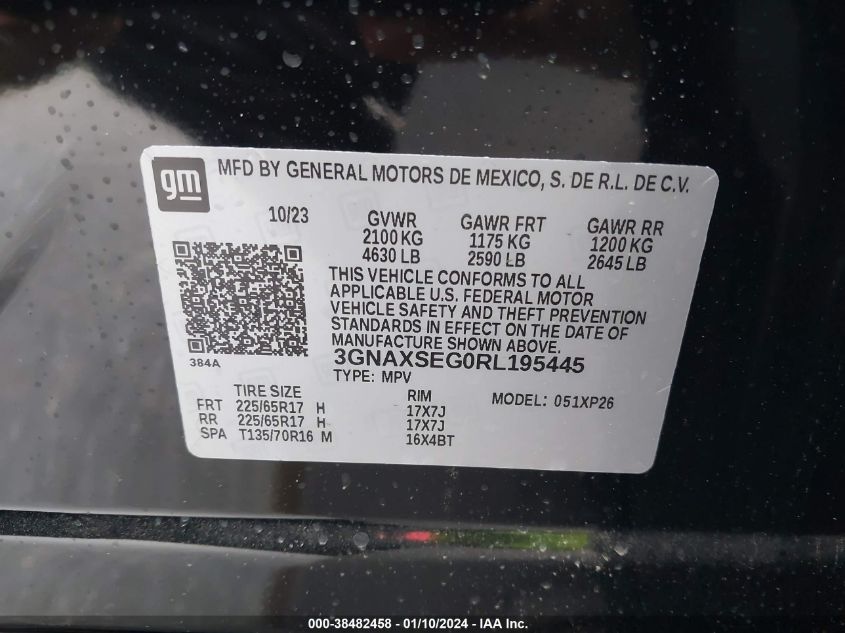 gm
MFD BY GENERAL MOTORS DE MEXICO, S. DE R.L. DE C.V.
10/23 GVWR GAWR FRT GAWR RR
2100 KG 1175 KG 1200 KG
4630 LB 2590 LB 2645 LB
THIS VEHICLE CONFORMS TO ALL
APPLICABLE U.S. FEDERAL MOTOR
VEHICLE SAFETY AND THEFT PREVENTION
STANDARDS IN EFFECT ON THE DATE OF
MANUFACTURE SHOWN ABOVE.
384A
3GNAXSEG0RL195445
TYPE: MPV
TIRE SIZE RIM MODEL: 051XP26
FRT 225/65R17 H 17X7J
RR 225/65R17 H 17X7J
SPA T135/70R16 M 16X4BT
000-38482458 - 01/10/2024 - IAA Inc.